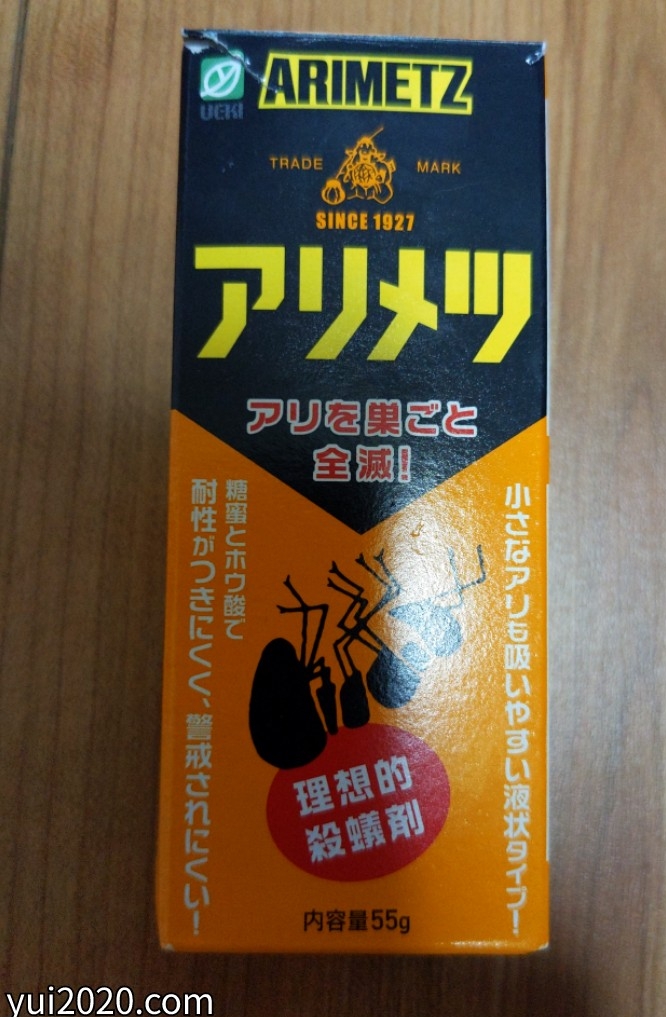 UEKI
ARIMETZ
TRADE MARK
SINCE 1927
アリメツ
アリを巣ごと
全滅!
小さなアリも吸いやすい液状タイプ!
糖蜜とホウ酸で
耐性がつきにくく、警戒されにくい!
理想的
殺蟻剤
内容量55g
yui2020.com